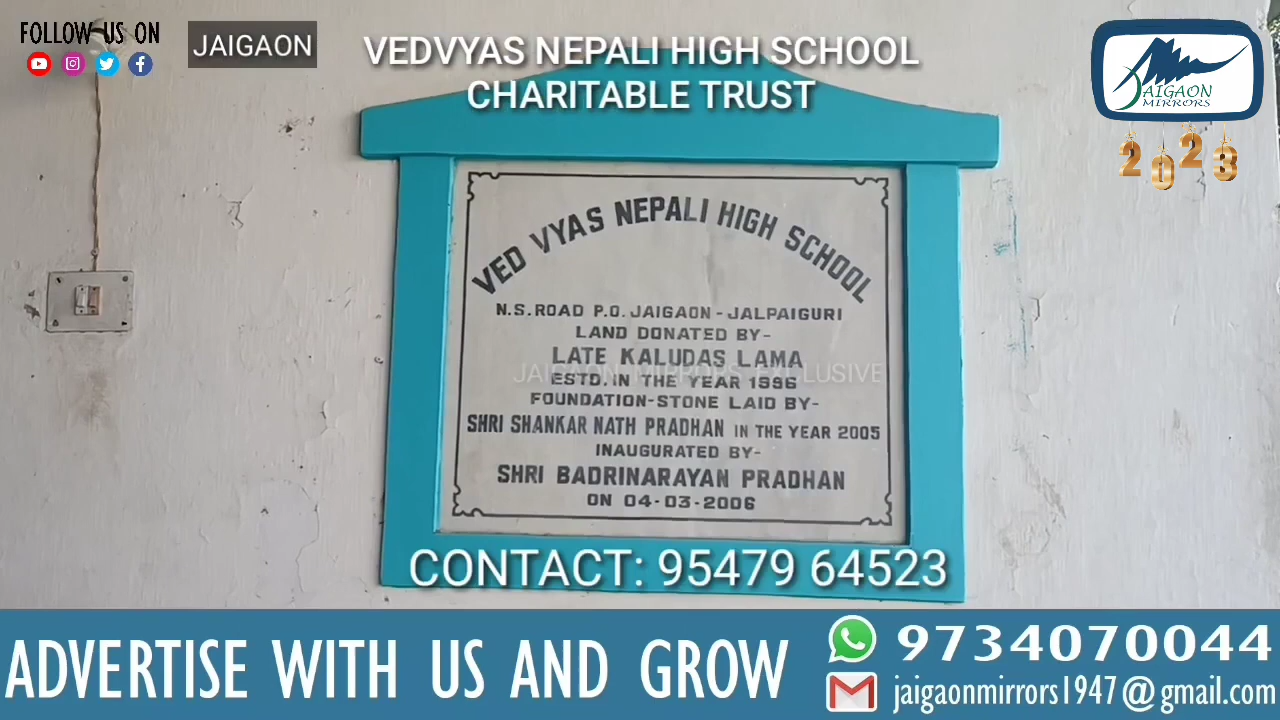 FOLLOW US ON
JAIGAON
VEDVYAS NEPALI HIGH SCHOOL
CHARITABLE TRUST
JAIGAON
MIRRORS
2023
VED VYAS NEPALI HIGH SCHOOL
N.S.ROAD P.O. JAIGAON - JALPAIGURI
LAND DONATED BY-
LATE KALUDAS LAMA
JAIGAON MIRRORS EXCLUSIVE
ESTD. IN THE YEAR 1996
FOUNDATION-STONE LAID BY-
SHRI SHANKAR NATH PRADHAN IN THE YEAR 2005
INAUGURATED BY-
SHRI BADRINARAYAN PRADHAN
ON 04-03-2006
CONTACT: 95479 64523
ADVERTISE WITH US AND GROW
9734070044
jaigaonmirrors1947@gmail.com